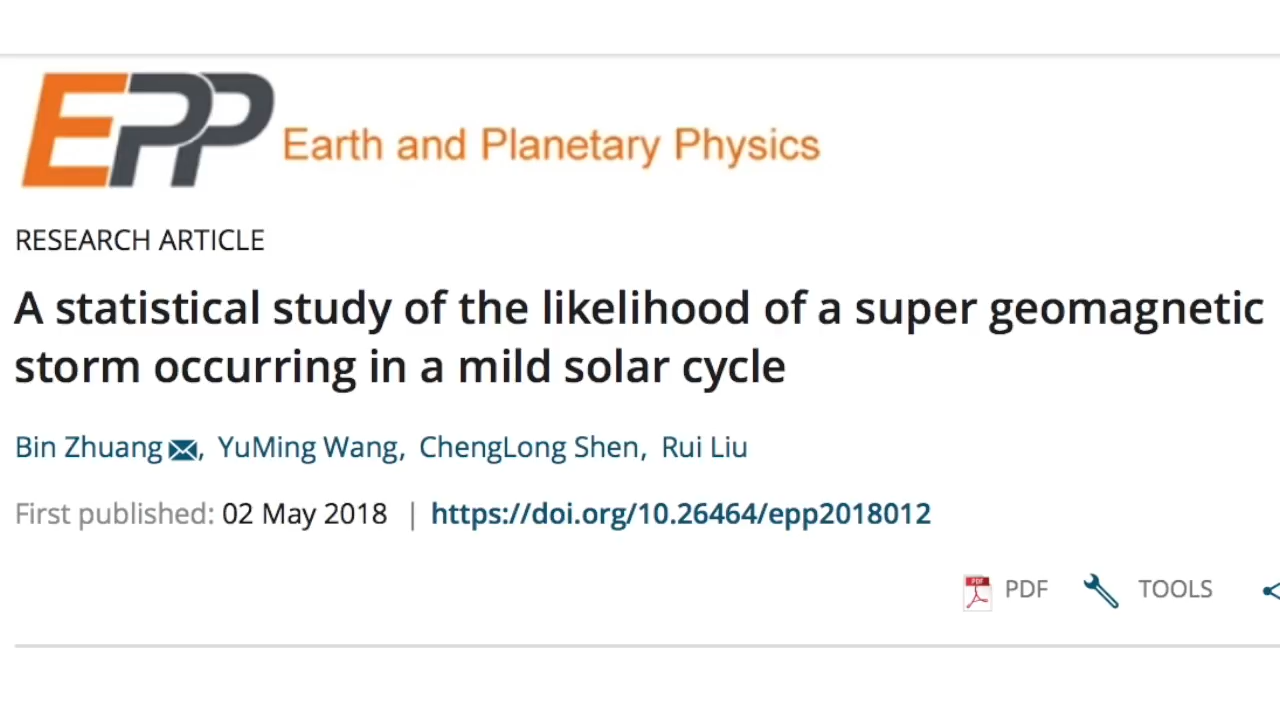 EPP Earth and Planetary Physics
RESEARCH ARTICLE
A statistical study of the likelihood of a super geomagnetic
storm occurring in a mild solar cycle
Bin Zhuang, YuMing Wang, ChengLong Shen, Rui Liu
First published: 02 May 2018 | https://doi.org/10.26464/epp2018012
PDF PDF TOOLS